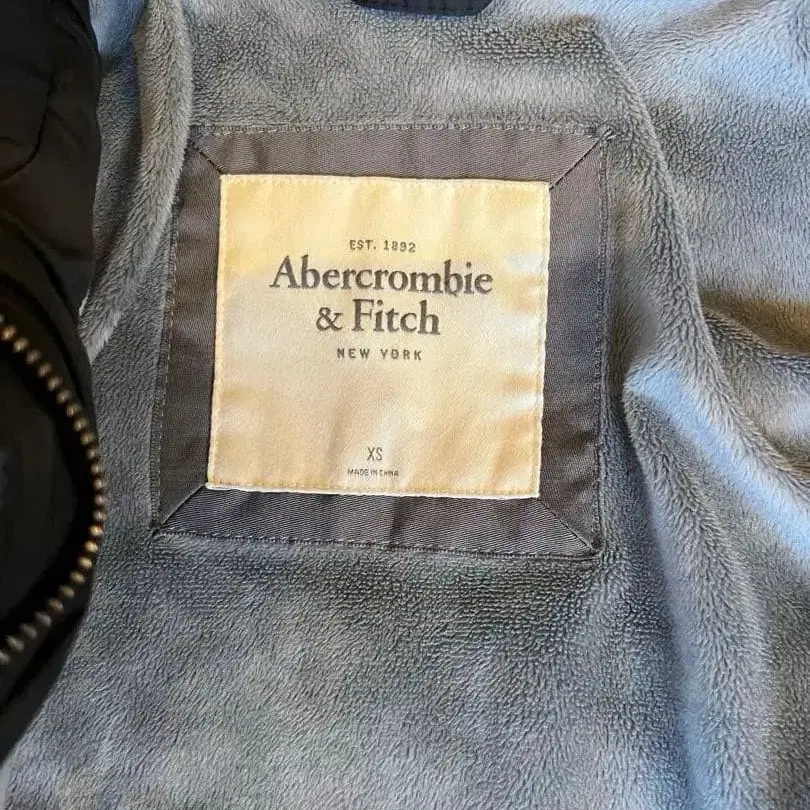 EST. 1892
Abercrombie
& Fitch
NEW YORK
XS
MADE IN CHINA